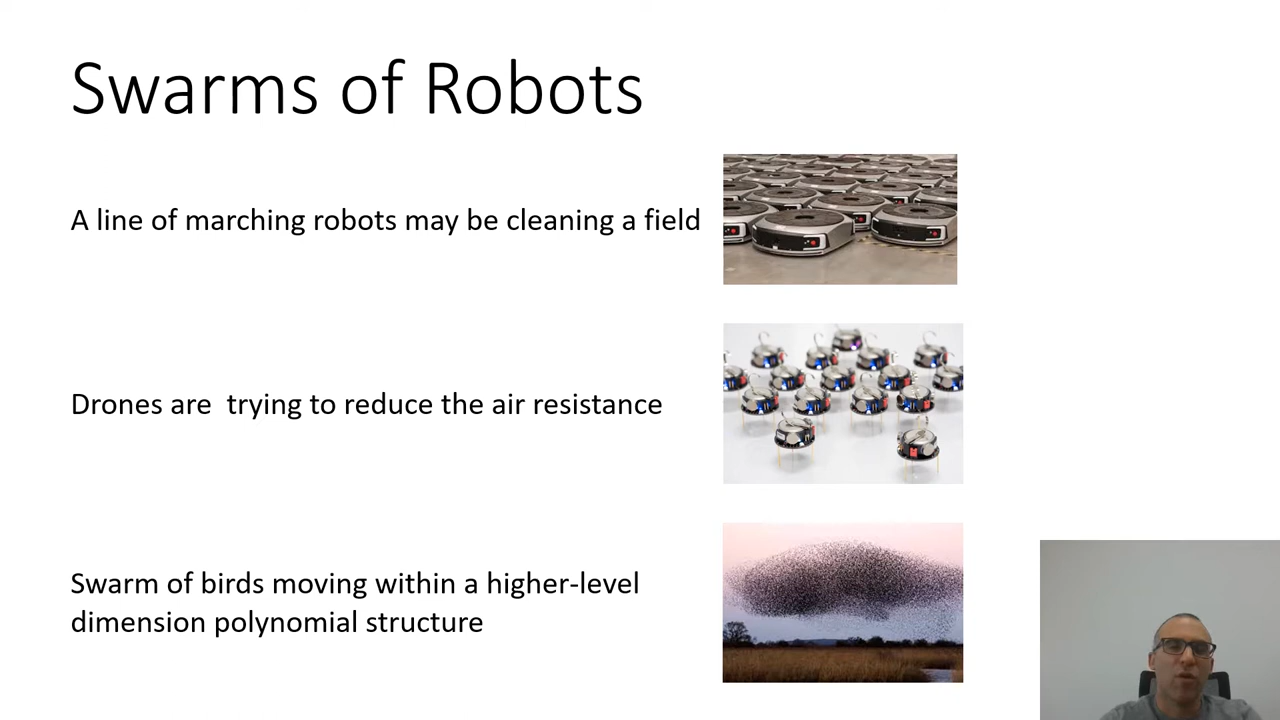 Swarms of Robots
A line of marching robots may be cleaning a field
Drones are  trying to reduce the air resistance
Swarm of birds moving within a higher-level
dimension polynomial structure